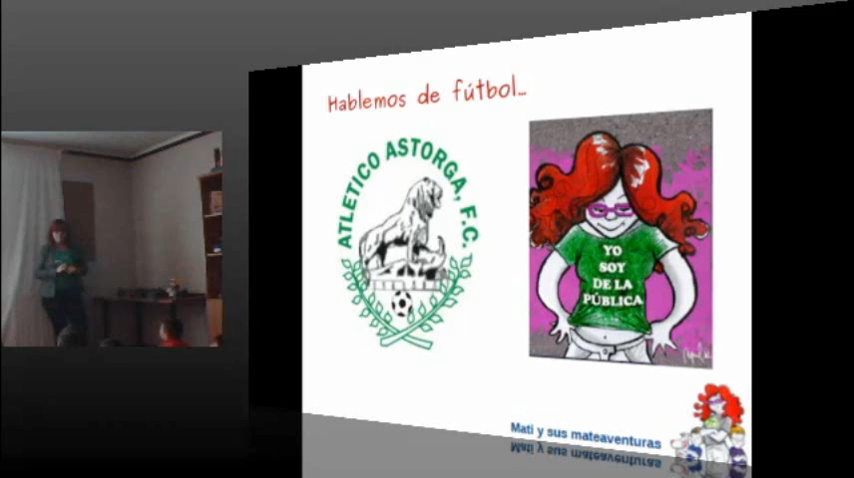 Hablemos de fútbol...
ATLETICO ASTORGA, F.C.
YO
SOY
DE LA
PÚBLICA
Mati y sus mateaventuras